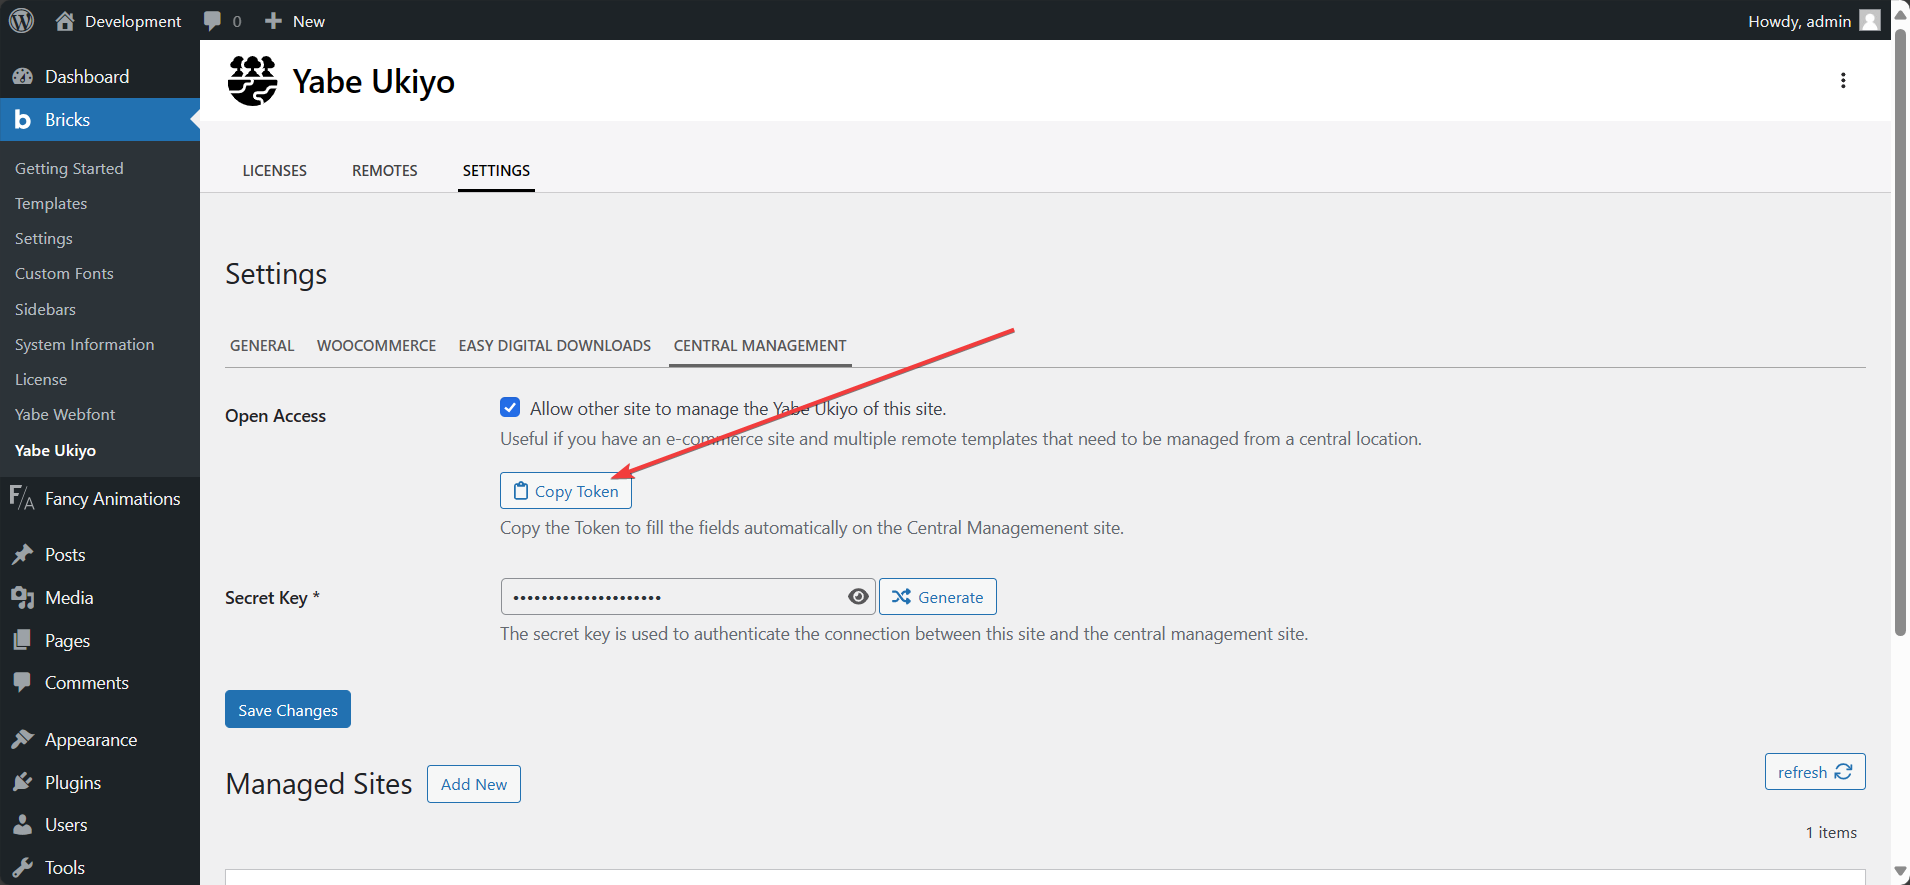 Development
0
New
Howdy, admin
Dashboard
Bricks
Getting Started
Templates
Settings
Custom Fonts
Sidebars
System Information
License
Yabe Webfont
Yabe Ukiyo
Fancy Animations
Posts
Media
Pages
Comments
Appearance
Plugins
Users
Tools
Yabe Ukiyo
LICENSES REMOTES SETTINGS
Settings
GENERAL WOOCOMMERCE EASY DIGITAL DOWNLOADS CENTRAL MANAGEMENT
Open Access
Allow other site to manage the Yabe Ukiyo of this site.
Useful if you have an e-commerce site and multiple remote templates that need to be managed from a central location.
Copy Token
Copy the Token to fill the fields automatically on the Central Managemenent site.
Secret Key *
•••••••••••••••••••••
Generate
The secret key is used to authenticate the connection between this site and the central management site.
Save Changes
Managed Sites
Add New
refresh
1 items